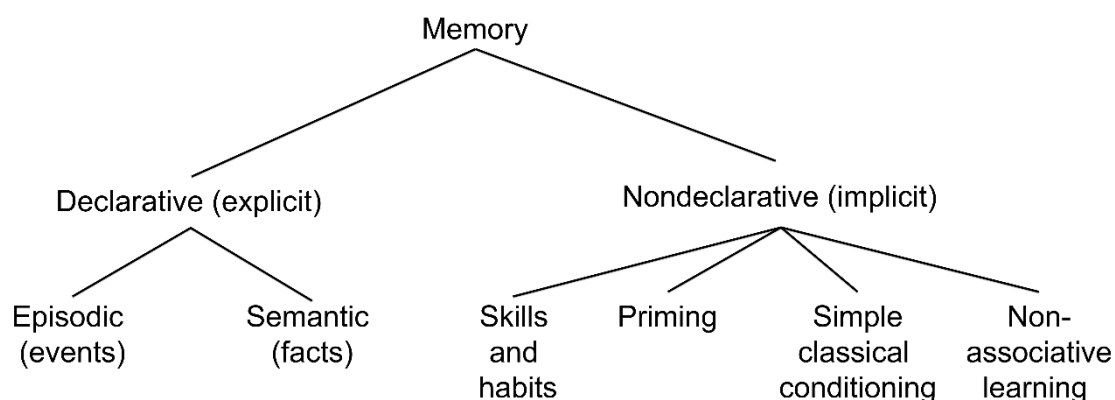 Memory
Declarative (explicit)
Nondeclarative (implicit)
Episodic
(events)
Semantic
(facts)
Skills
and
habits
Priming
Simple
classical
conditioning
Non-
associative
learning